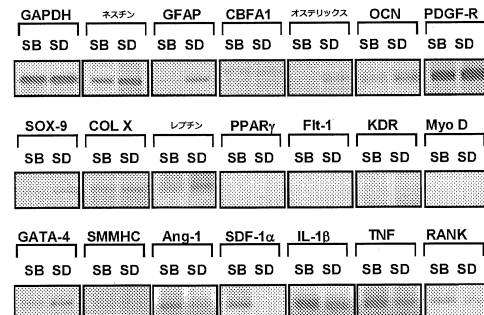 GAPDH ネスチン GFAP CBFA1 オステリックス OCN PDGF-R
SB SD SB SD SB SD SB SD SB SD SB SD SB SD
SOX-9 COL X レプチン PPARγ Flt-1 KDR Myo D
SB SD SB SD SB SD SB SD SB SD SB SD SB SD
GATA-4 SMMHC Ang-1 SDF-1α IL-1β TNF RANK
SB SD SB SD SB SD SB SD SB SD SB SD SB SD